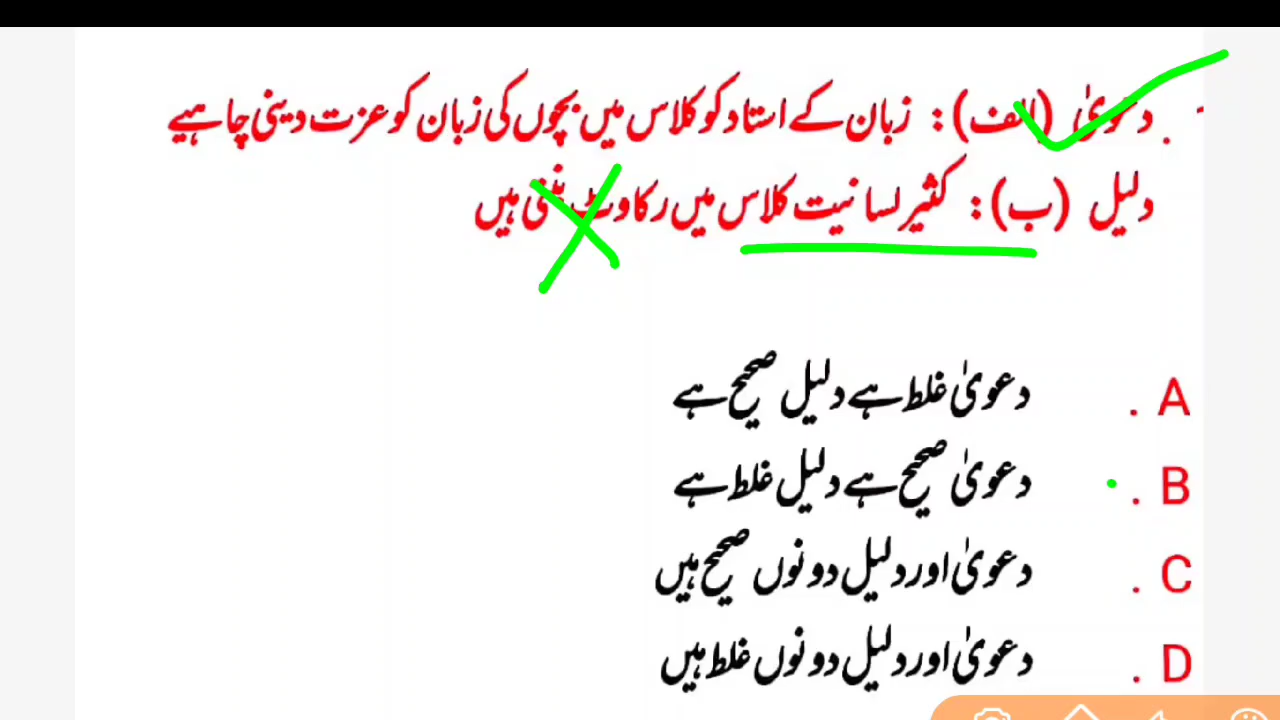 دعویٰ (الف): زبان کے استاد کو کلاس میں بچوں کی زبان کو عزت دینی چاہیے
دلیل (ب): کثیر لسانیت کلاس میں رکاوٹ بنتی ہیں
A . دعویٰ غلط ہے دلیل صحیح ہے
B . دعویٰ صحیح ہے دلیل غلط ہے
C . دعویٰ اور دلیل دونوں صحیح ہیں
D . دعویٰ اور دلیل دونوں غلط ہیں